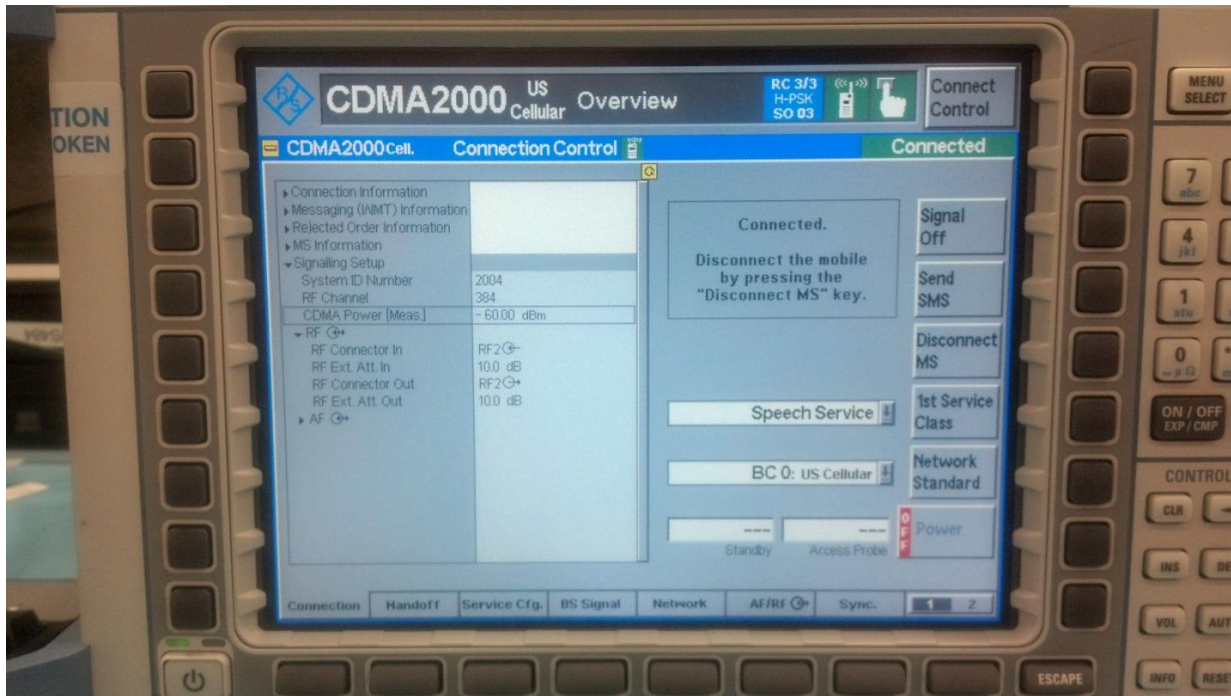 TION
OKEN
R&S
CDMA2000 US Cellular Overview
RC 3/3
H-PSK
SO 03
Connect
Control
CDMA2000 Cell. Connection Control
Connected
Connection Information
Messaging (WMT) Information
Rejected Order Information
MS Information
Signalling Setup
System ID Number 2004
RF Channel 384
CDMA Power [Meas.] - 60.00 dBm
RF
RF Connector In RF2
RF Ext. Att. In 10.0 dB
RF Connector Out RF2
RF Ext. Att. Out 10.0 dB
AF
Connected.
Disconnect the mobile
by pressing the
"Disconnect MS" key.
Speech Service
BC 0: US Cellular
--- ---
Standby Access Probe
Signal
Off
Send
SMS
Disconnect
MS
1st Service
Class
Network
Standard
OFF
Power
Connection Handoff Service Cfg. BS Signal Network AF/RF Sync. 1 2
ESCAPE
MENU
SELECT
7
abc
4
jkl
1
stu
0
ON / OFF
EXP / CMP
CONTROL
CLR
INS DE
VOL AUT
INFO RESE